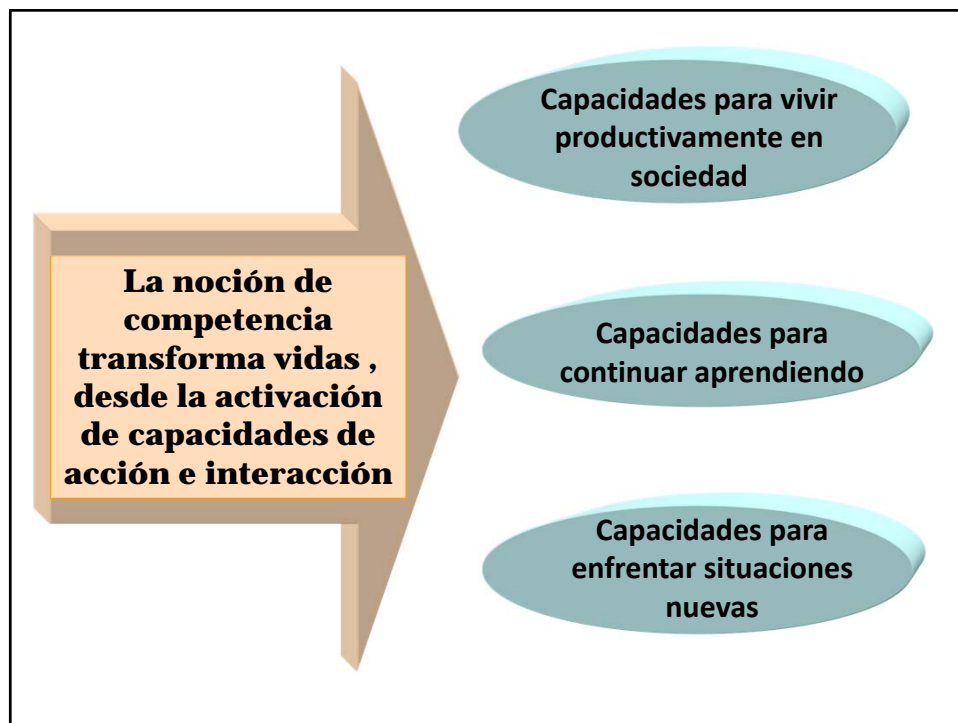 La noción de
competencia
transforma vidas ,
desde la activación
de capacidades de
acción e interacción
Capacidades para vivir
productivamente en
sociedad
Capacidades para
continuar aprendiendo
Capacidades para
enfrentar situaciones
nuevas